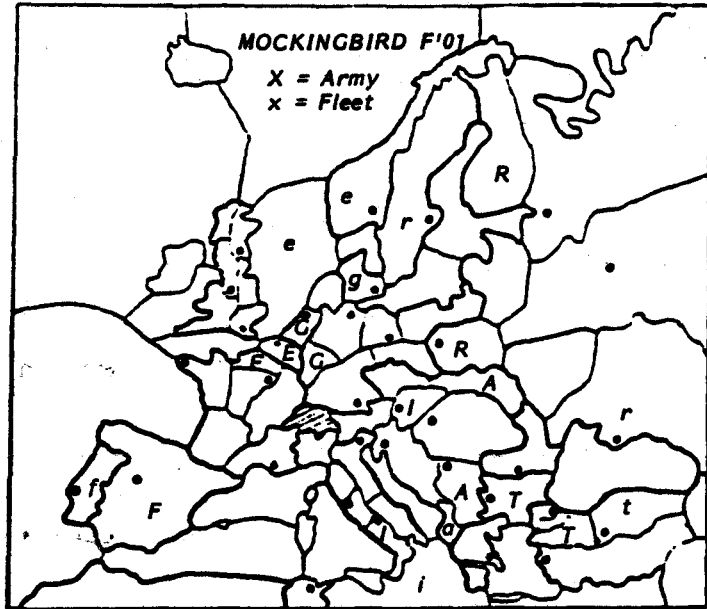 MOCKINGBIRD F'01
X = Army
x = Fleet
R
e
r
e
g
G
F
E
G
R
A
I
r
f
F
A
T
t
T
a
I
i